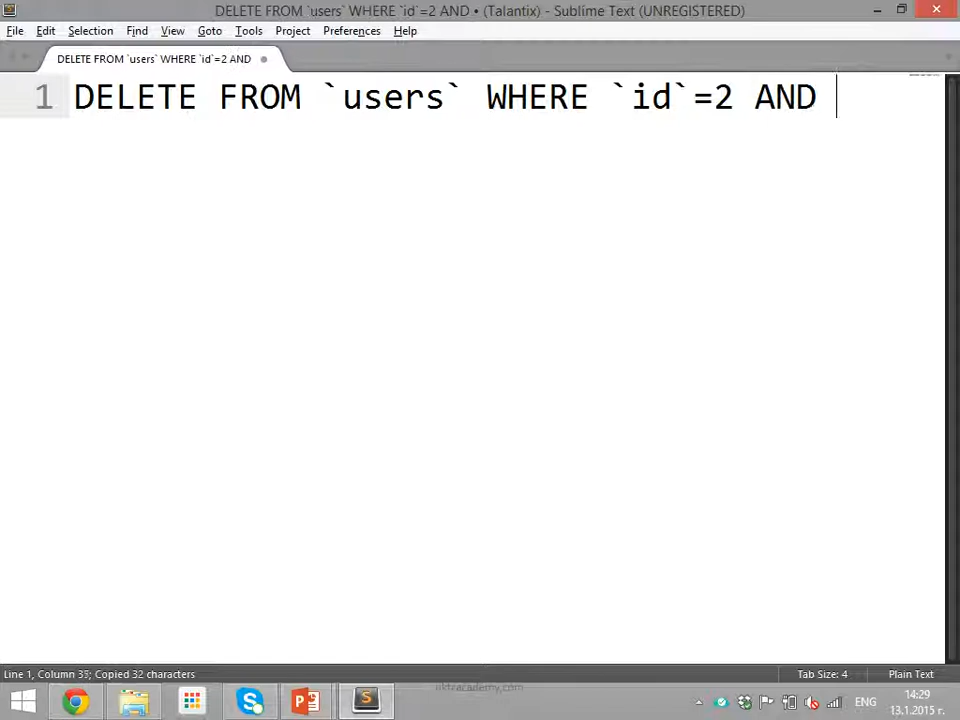 DELETE FROM `users` WHERE `id`=2 AND • (Talantix) - Sublime Text (UNREGISTERED)
File Edit Selection Find View Goto Tools Project Preferences Help
DELETE FROM `users` WHERE `id`=2 AND
1 DELETE FROM `users` WHERE `id`=2 AND
Line 1, Column 38; Copied 32 characters
Tab Size: 4
Plain Text
ЕНГ
14:29
13.1.2015 г.